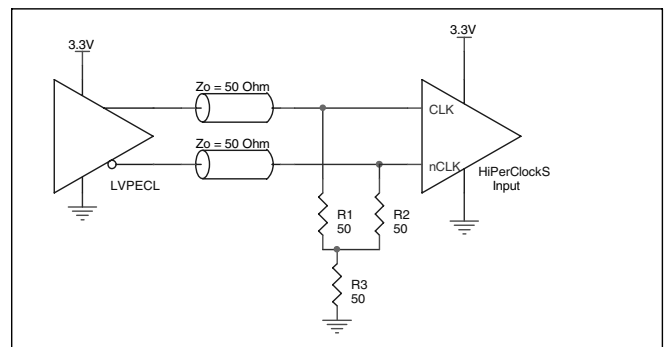 3.3V
3.3V
Zo = 50 Ohm
CLK
Zo = 50 Ohm
nCLK
LVPECL
HiPerClockS
Input
R1
50
R2
50
R3
50